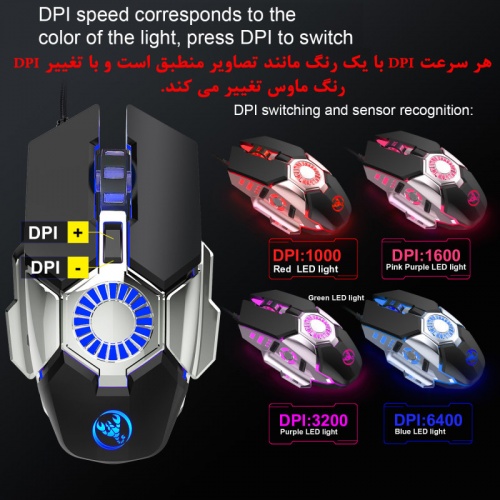 DPI speed corresponds to the
color of the light, press DPI to switch
هر سرعت DPI با یک رنگ مانند تصاویر منطبق است و با تغییر DPI
رنگ ماوس تغییر می کند.
DPI switching and sensor recognition:
DPI +
DPI -
DPI:1000
Red LED light
DPI:1600
Pink Purple LED light
Green LED light
DPI:3200
Purple LED light
DPI:6400
Blue LED light